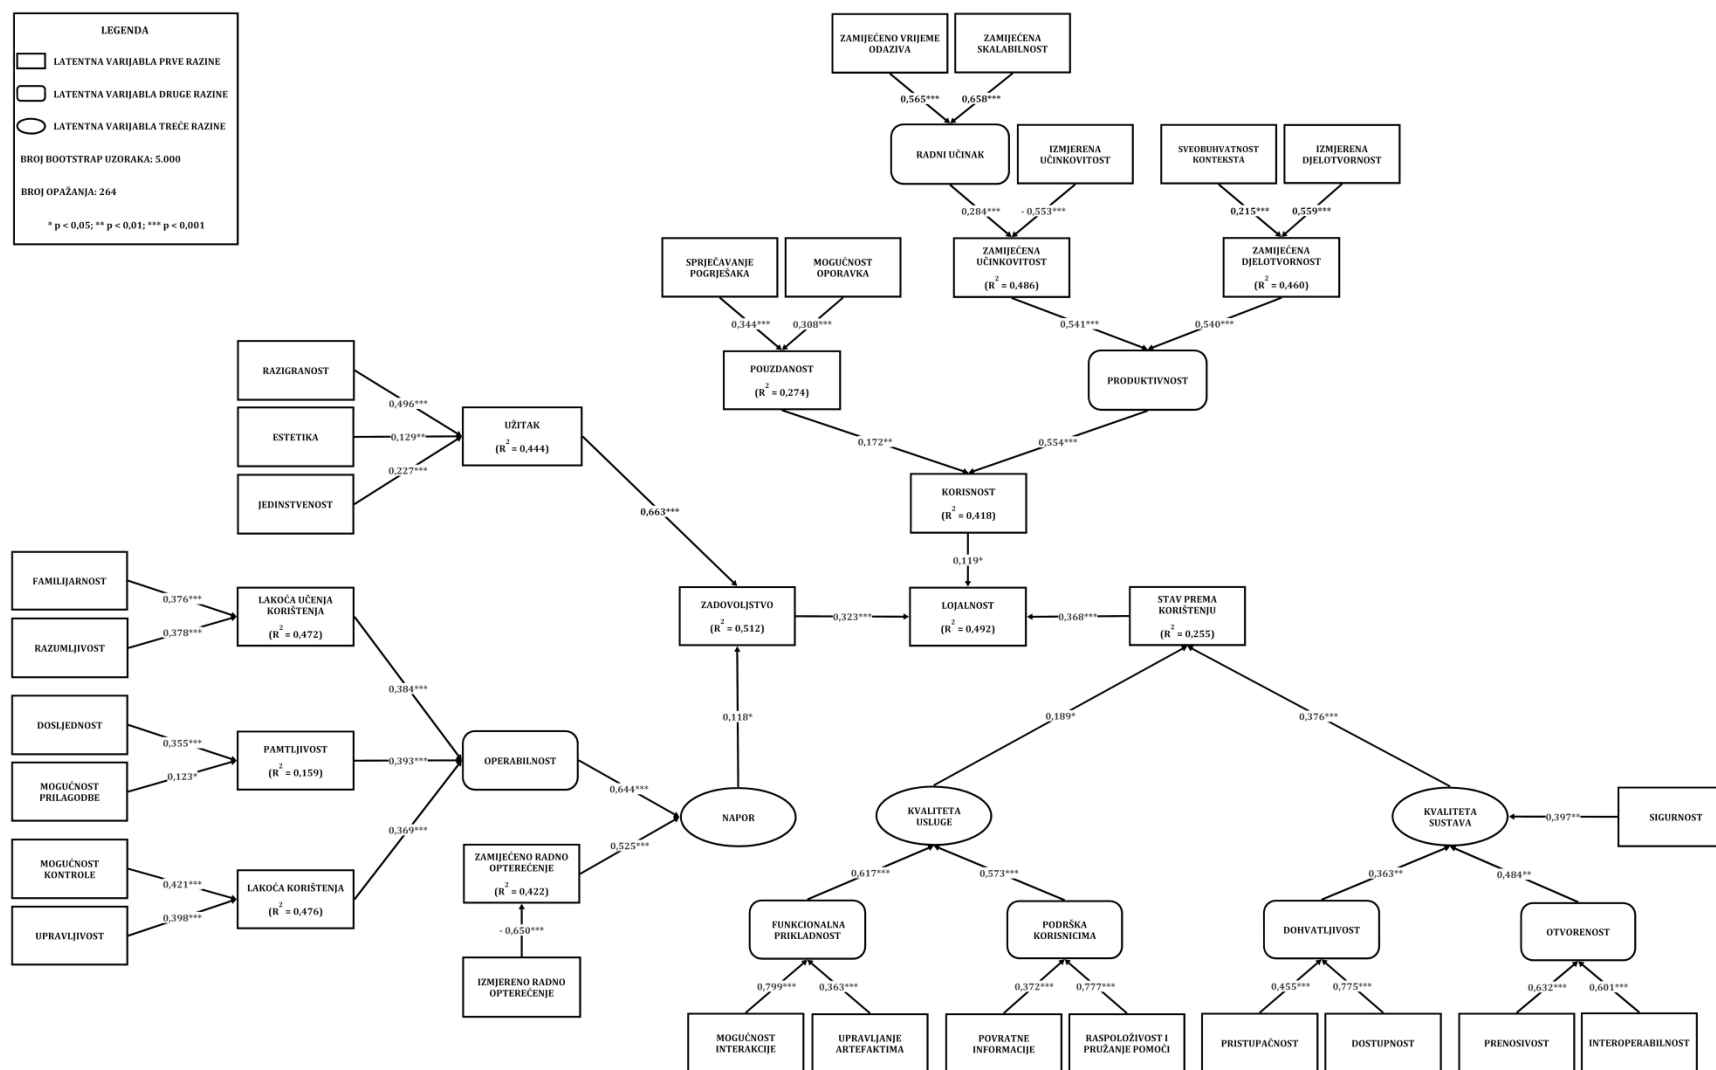 LEGENDA
LATENTNA VARIJABLA PRVE RAZINE
LATENTNA VARIJABLA DRUGE RAZINE
LATENTNA VARIJABLA TREĆE RAZINE
BROJ BOOTSTRAP UZORAKA: 5.000
BROJ OPAŽANJA: 264
* p < 0,05; ** p < 0,01; *** p < 0,001
ZAMIJEĆENO VRIJEME
ODAZIVA
ZAMIJEĆENA
SKALABILNOST
0,565***
0,658***
RADNI UČINAK
IZMJERENA
UČINKOVITOST
SVEOBUHVATNOST
KONTEKSTA
IZMJERENA
DJELOTVORNOST
0,284***
- 0,553***
0,215***
0,559***
SPRJEČAVANJE
POGRJEŠAKA
MOGUĆNOST
OPORAVKA
ZAMIJEĆENA
UČINKOVITOST
(R² = 0,486)
ZAMIJEĆENA
DJELOTVORNOST
(R² = 0,460)
0,344***
0,308***
0,541***
0,540***
POUZDANOST
(R² = 0,274)
PRODUKTIVNOST
RAZIGRANOST
0,496***
ESTETIKA
0,129**
JEDINSTVENOST
0,227***
UŽITAK
(R² = 0,444)
0,172**
0,554***
KORISNOST
(R² = 0,418)
0,663***
0,119*
FAMILIJARNOST
0,376***
RAZUMLJIVOST
0,378***
LAKOĆA UČENJA
KORIŠTENJA
(R² = 0,472)
ZADOVOLJSTVO
(R² = 0,512)
0,323***
LOJALNOST
(R² = 0,492)
0,368***
STAV PREMA
KORIŠTENJU
(R² = 0,255)
0,384***
DOSLJEDNOST
0,355***
MOGUĆNOST
PRILAGODBE
0,123*
PAMTLJIVOST
(R² = 0,159)
0,393***
OPERABILNOST
0,118*
0,189*
0,376***
0,644***
NAPOR
KVALITETA
USLUGE
KVALITETA
SUSTAVA
0,397**
SIGURNOST
0,369***
0,525***
MOGUĆNOST
KONTROLE
0,421***
UPRAVLJIVOST
0,398***
LAKOĆA KORIŠTENJA
(R² = 0,476)
ZAMIJEĆENO RADNO
OPTEREĆENJE
(R² = 0,422)
0,617***
0,573***
0,363**
0,484**
- 0,650***
FUNKCIONALNA
PRIKLADNOST
PODRŠKA
KORISNICIMA
DOHVATLJIVOST
OTVORENOST
IZMJERENO RADNO
OPTEREĆENJE
0,799***
0,363***
0,372***
0,777***
0,455***
0,775***
0,632***
0,601***
MOGUĆNOST
INTERAKCIJE
UPRAVLJANJE
ARTEFAKTIMA
POVRATNE
INFORMACIJE
RASPOLOŽIVOST I
PRUŽANJE POMOĆI
PRISTUPAČNOST
DOSTUPNOST
PRENOSIVOST
INTEROPERABILNOST